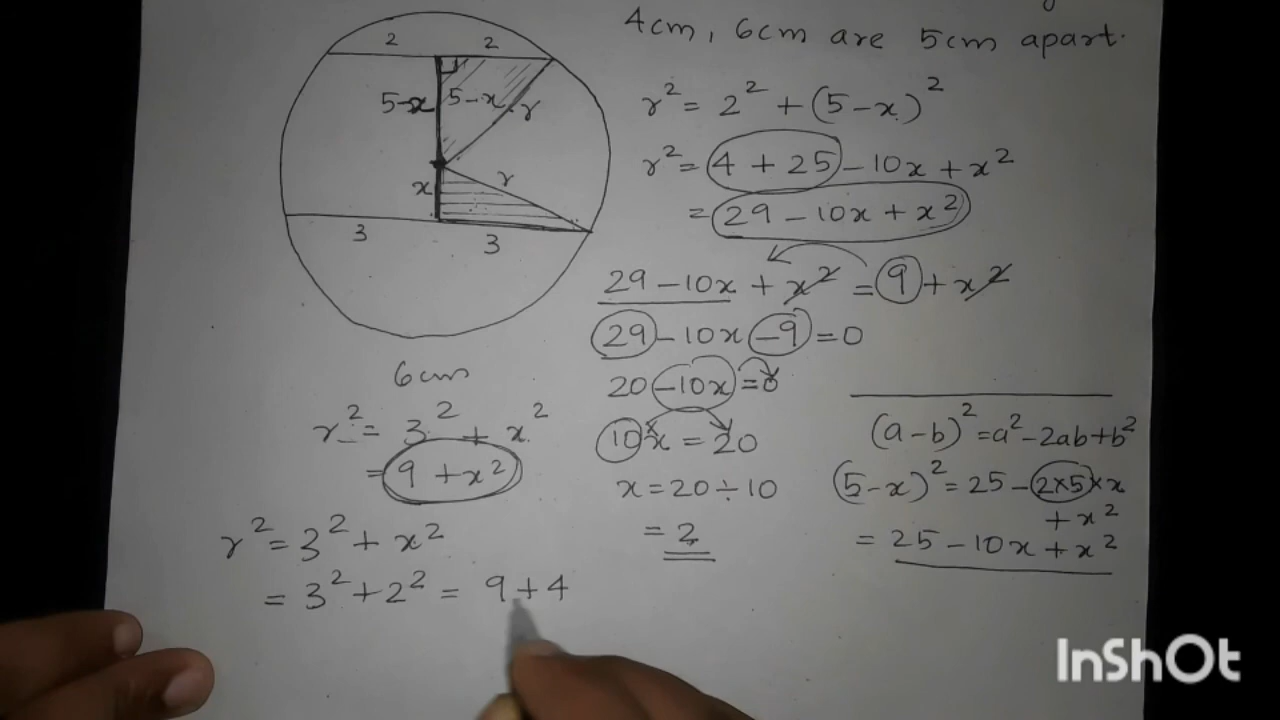 4cm, 6cm are 5cm apart.
2 2
5-x 5-x r
x r
3 3
r² = 2² + (5-x)²
r² = 4 + 25 - 10x + x²
= 29 - 10x + x²
29 - 10x + x² = 9 + x²
29 - 10x - 9 = 0
20 - 10x = 0
10x = 20
x = 20 ÷ 10
= 2
6cm
r² = 3² + x²
= 9 + x²
r² = 3² + x²
= 3² + 2² = 9 + 4
(a-b)² = a² - 2ab + b²
(5-x)² = 25 - 2×5×x
+ x²
= 25 - 10x + x²
InShOt